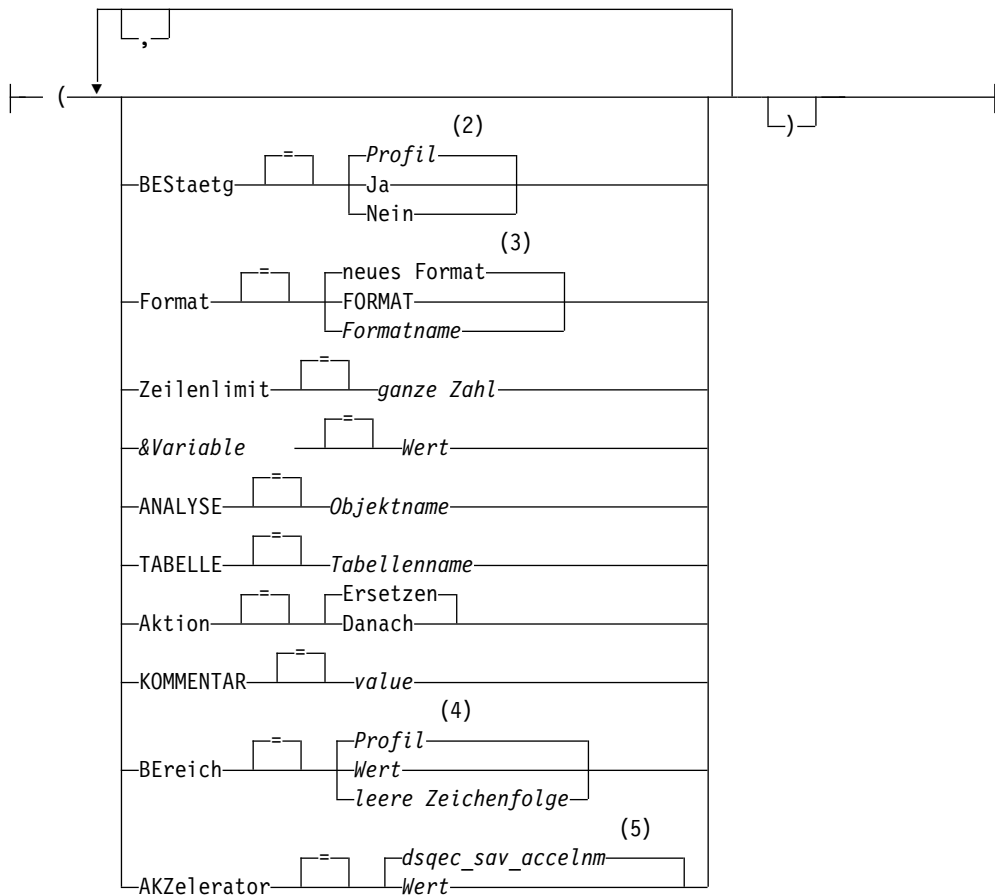 ,
( )
(2)
= Profil
BEStaetg Ja
Nein
(3)
= neues Format
Format FORMAT
Formatname
=
Zeilenlimit ganze Zahl
=
&Variable Wert
=
ANALYSE Objektname
=
TABELLE Tabellenname
= Ersetzen
Aktion Danach
=
KOMMENTAR value
(4)
= Profil
BEreich Wert
leere Zeichenfolge
(5)
= dsqec_sav_accelnm
AKZelerator Wert